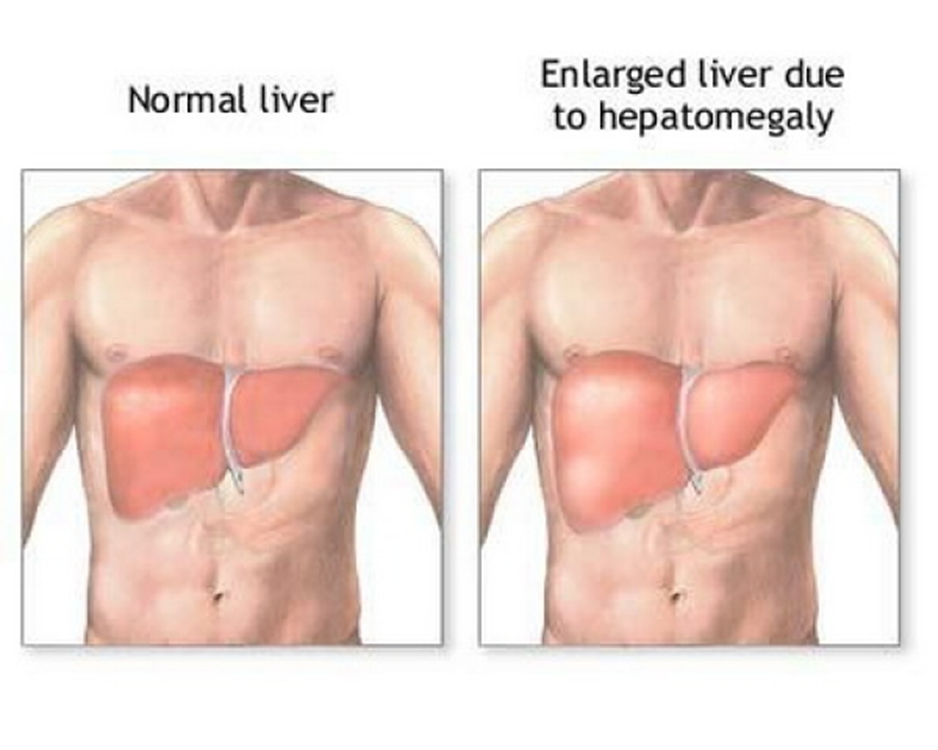 Normal liver
Enlarged liver due
to hepatomegaly